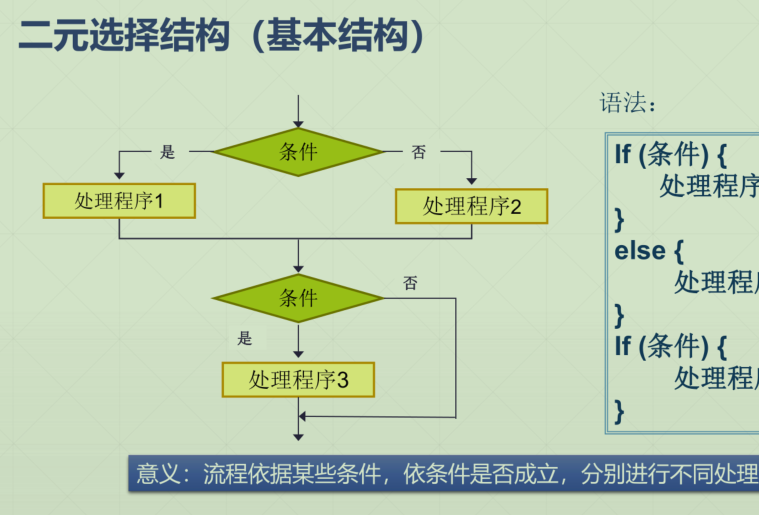 二元选择结构（基本结构）
条件
是
否
处理程序1
处理程序2
条件
否
是
处理程序3
语法：
If (条件) {
处理程序
}
else {
处理程
}
If (条件) {
处理程
}
意义：流程依据某些条件，依条件是否成立，分别进行不同处理